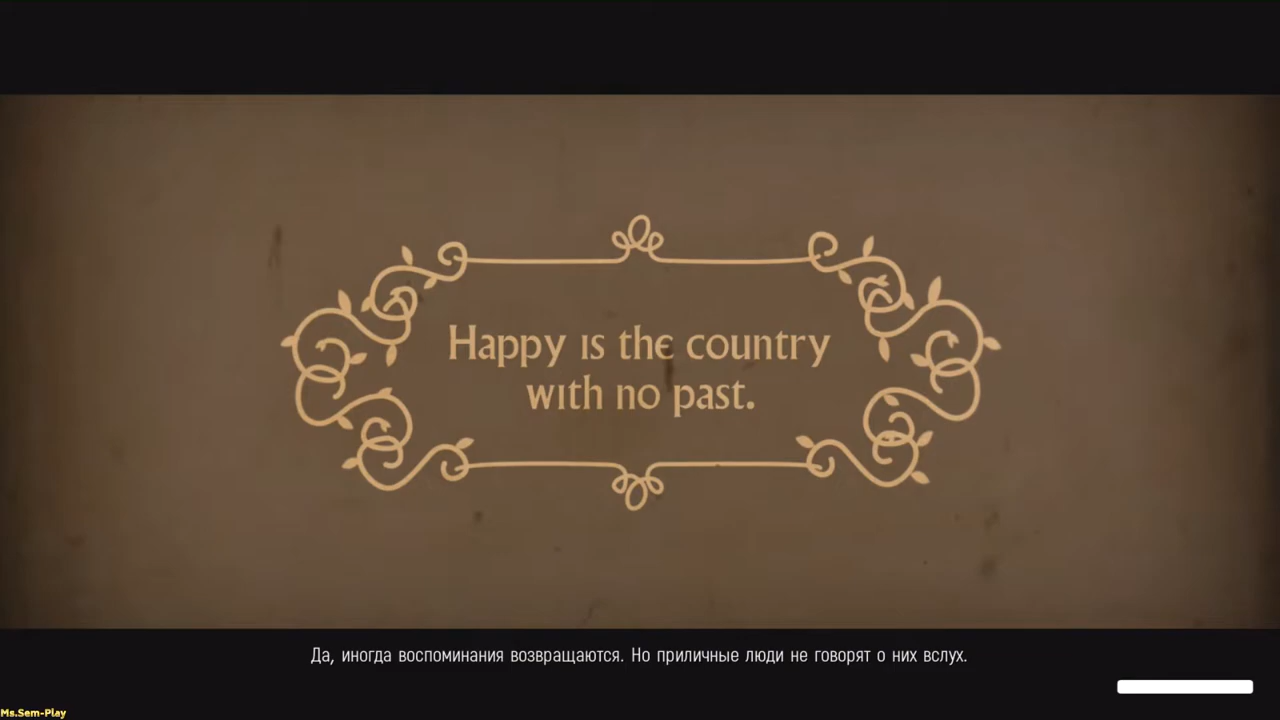 Happy is the country
with no past.
Да, иногда воспоминания возвращаются. Но приличные люди не говорят о них вслух.
Ms.Sem-Play